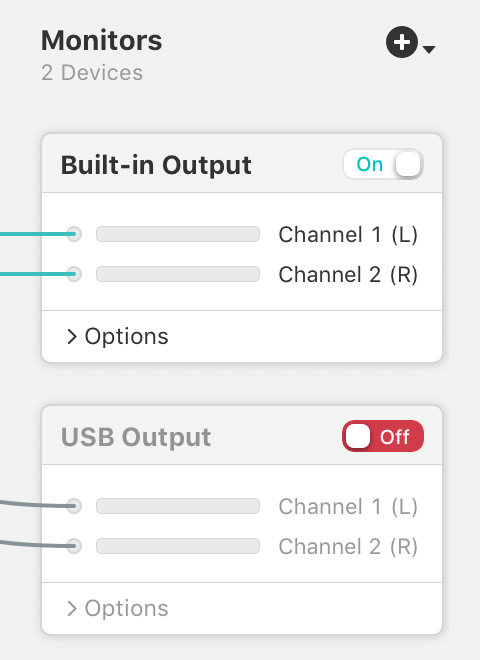 Monitors
2 Devices
Built-in Output
On
Channel 1 (L)
Channel 2 (R)
Options
USB Output
Off
Channel 1 (L)
Channel 2 (R)
Options